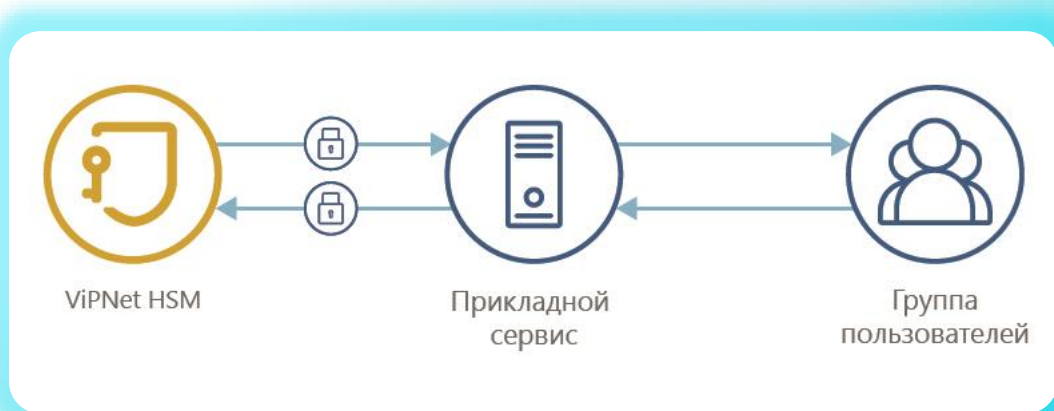 ViPNet HSM
Прикладной
сервис
Группа
пользователей